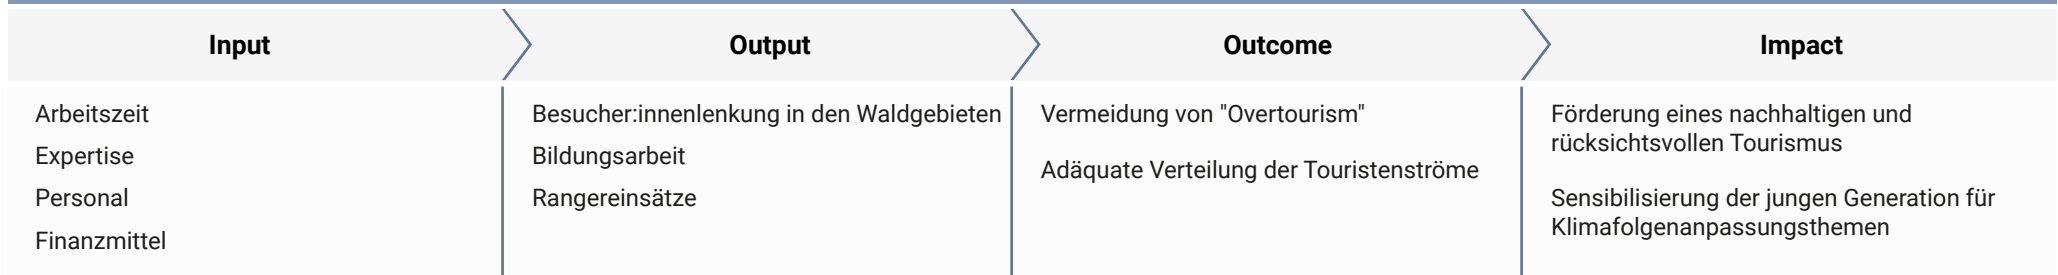 Input
Output
Outcome
Impact
Arbeitszeit
Expertise
Personal
Finanzmittel
Besucher:innenlenkung in den Waldgebieten
Bildungsarbeit
Rangereinsätze
Vermeidung von "Overtourism"
Adäquate Verteilung der Touristenströme
Förderung eines nachhaltigen und
rücksichtsvollen Tourismus
Sensibilisierung der jungen Generation für
Klimafolgenanpassungsthemen